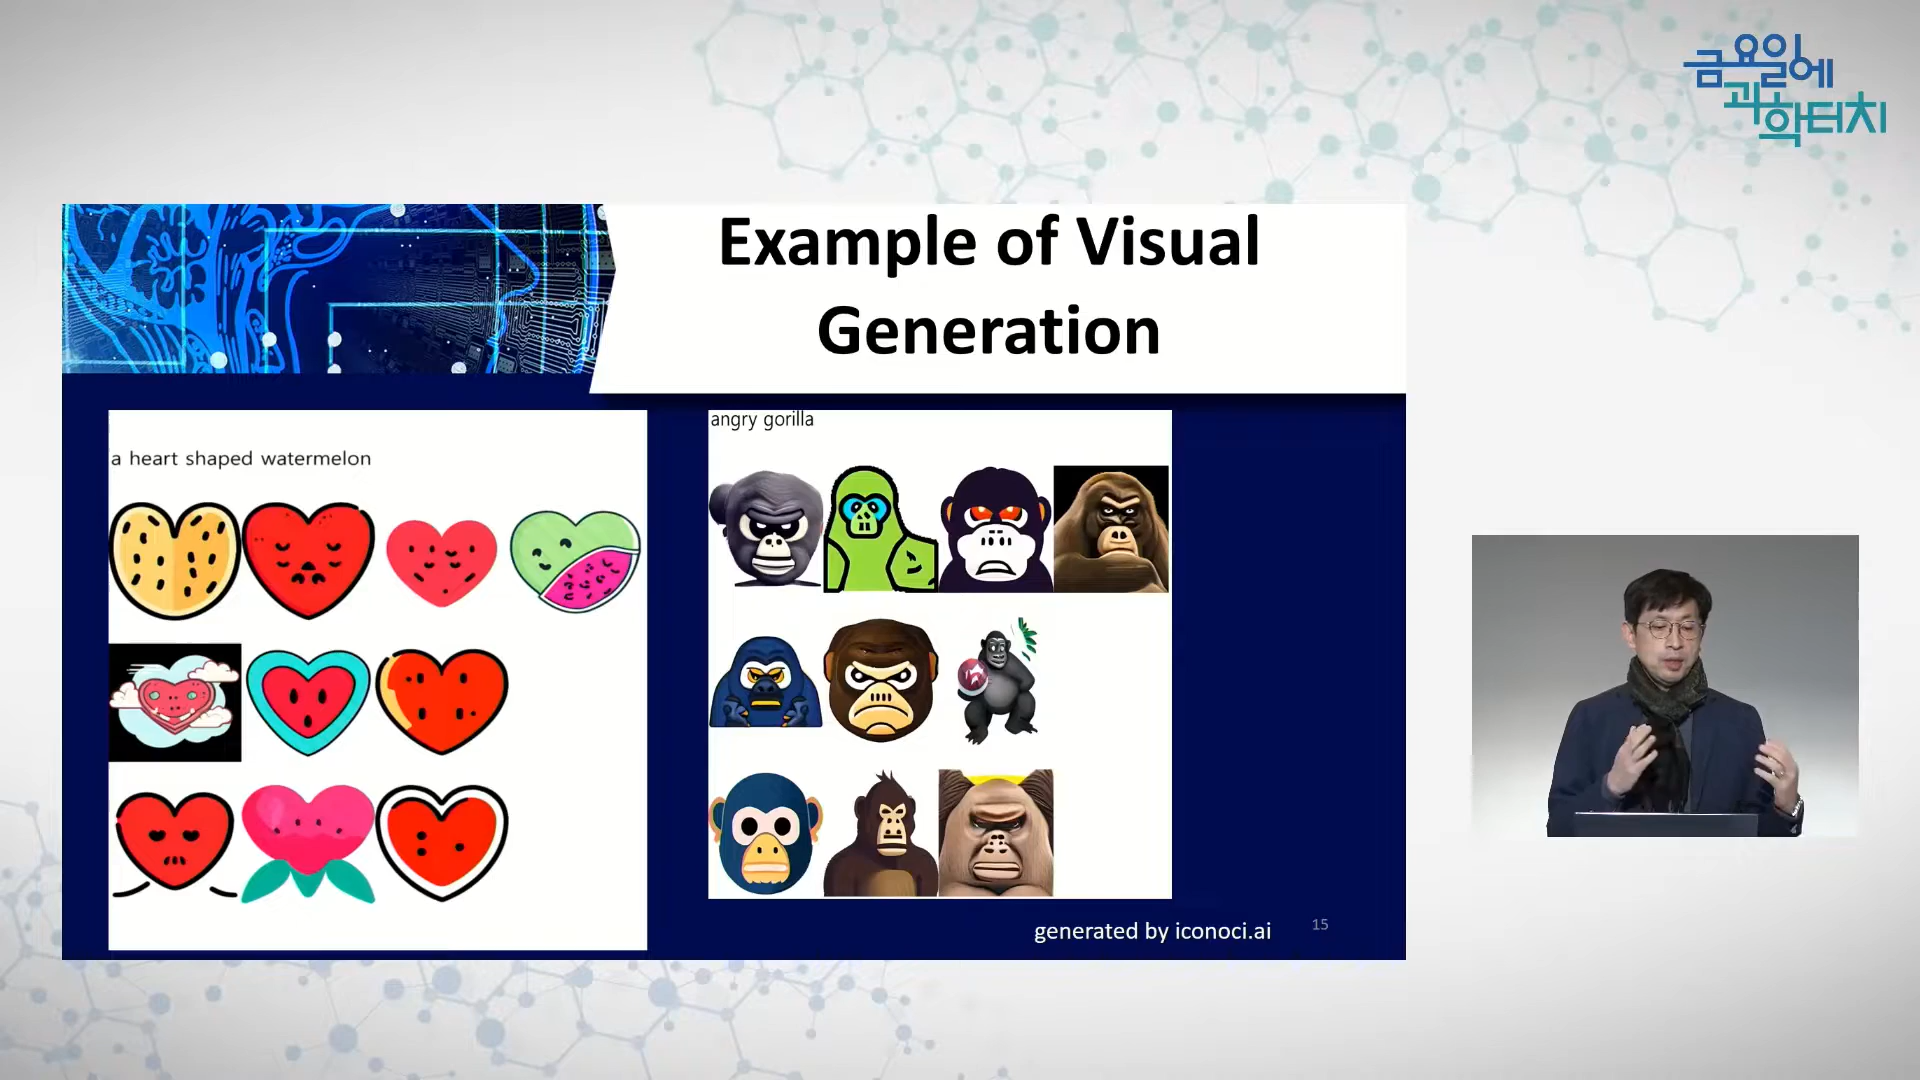 금요일에
과학터치
Example of Visual
Generation
a heart shaped watermelon
angry gorilla
generated by iconoci.ai
15